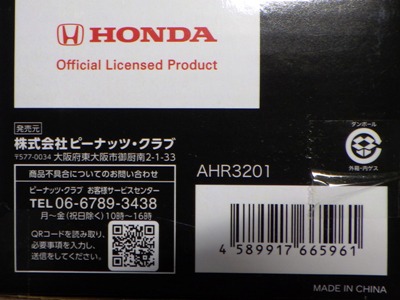 HONDA
Official Licensed Product
発売元
株式会社ピーナッツ・クラブ
〒577-0034 大阪府東大阪市御厨南2-1-33
商品不具合についてのお問い合わせ
ピーナッツ・クラブ お客様サービスセンター
TEL 06-6789-3438
月～金(祝日除く)10時～16時
QRコードを読み取り、
必要事項を入力し、
送信をしてください。
ダンボール
外箱・内ダス
AHR3201
4 589917 665961
MADE IN CHINA